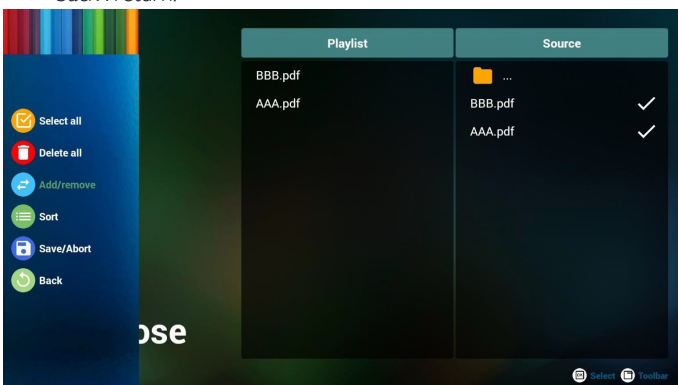 Playlist
Source
BBB.pdf
AAA.pdf
...
BBB.pdf
AAA.pdf
Select all
Delete all
Add/remove
Sort
Save/Abort
Back
ose
Select
Toolbar